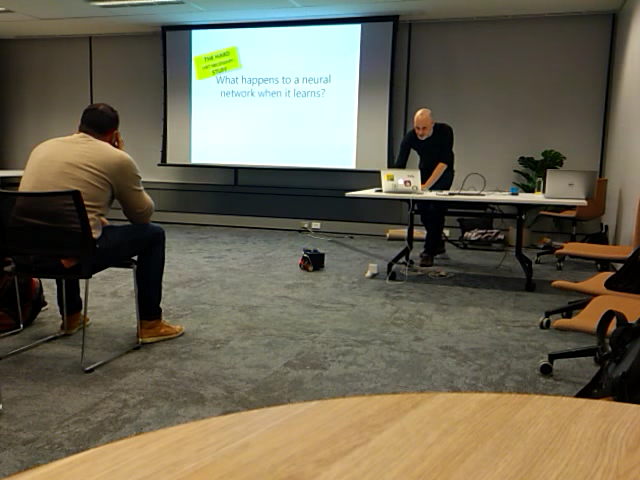 THE HARD
STUFF
What happens to a neural
network when it learns?